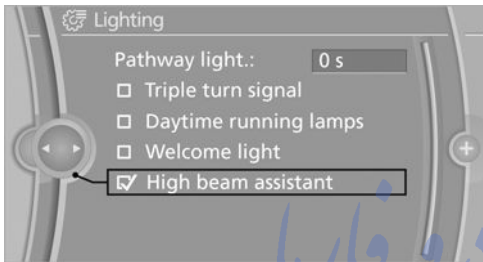 Lighting
Pathway light.: 0 s
Triple turn signal
Daytime running lamps
Welcome light
High beam assistant